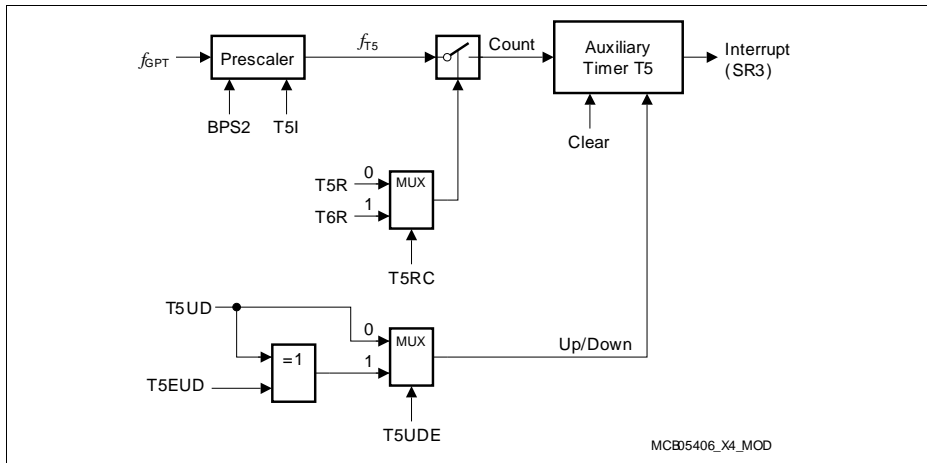 fGPT
Prescaler
fT5
Count
Auxiliary
Timer T5
Interrupt
(SR3)
BPS2
T5I
Clear
T5R
0
MUX
T6R
1
T5RC
T5UD
0
MUX
Up/Down
=1
1
T5EUD
T5UDE
MCB05406_X4_MOD